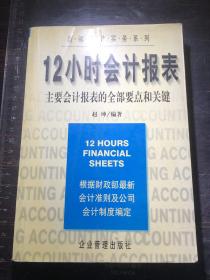 12小时会计报表
主要会计报表的全部要点和关键
赵坤/编著
12 HOURS
FINANCIAL
SHEETS
根据财政部最新
会计准则及公司
会计制度编定
企业管理出版社